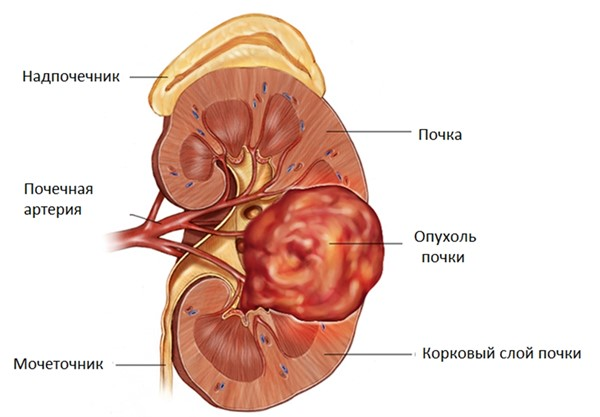 Надпочечник
Почка
Почечная
артерия
Опухоль
почки
Мочеточник
Корковый слой почки